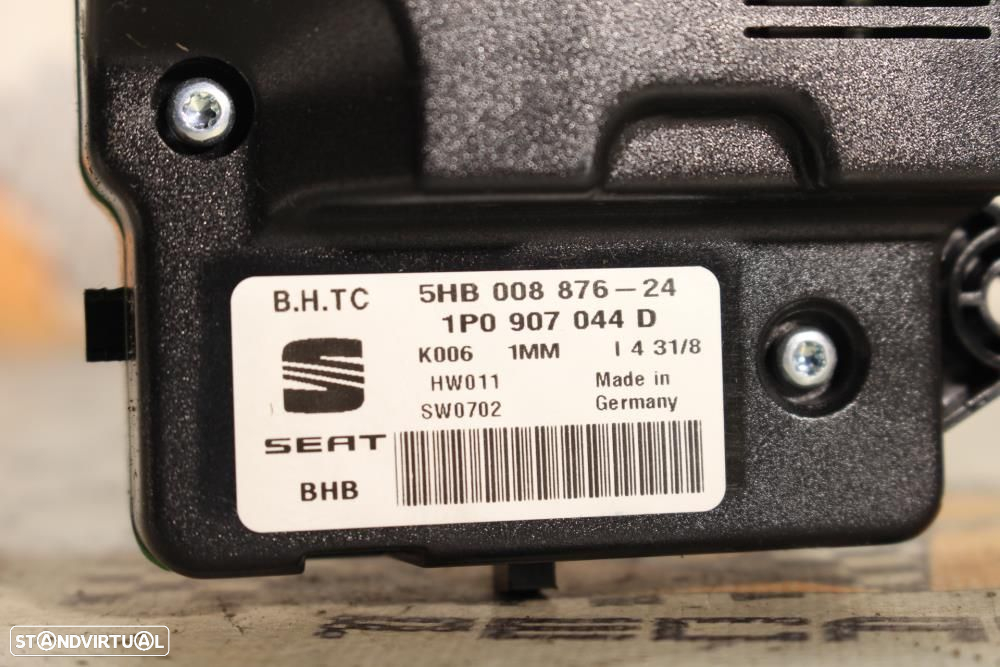 B.H.TC 5HB 008 876-24
1P0 907 044 D
K006 1MM I 4 31/8
HW011 Made in
SW0702 Germany
SEAT
BHB
STANDVIRTUAL